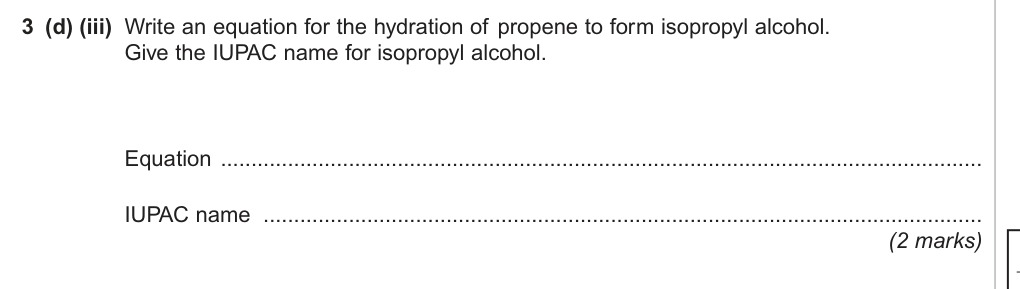 3 (d) (iii) Write an equation for the hydration of propene to form isopropyl alcohol.
Give the IUPAC name for isopropyl alcohol.
Equation ................................................................................................................................
IUPAC name ........................................................................................................................
(2 marks)